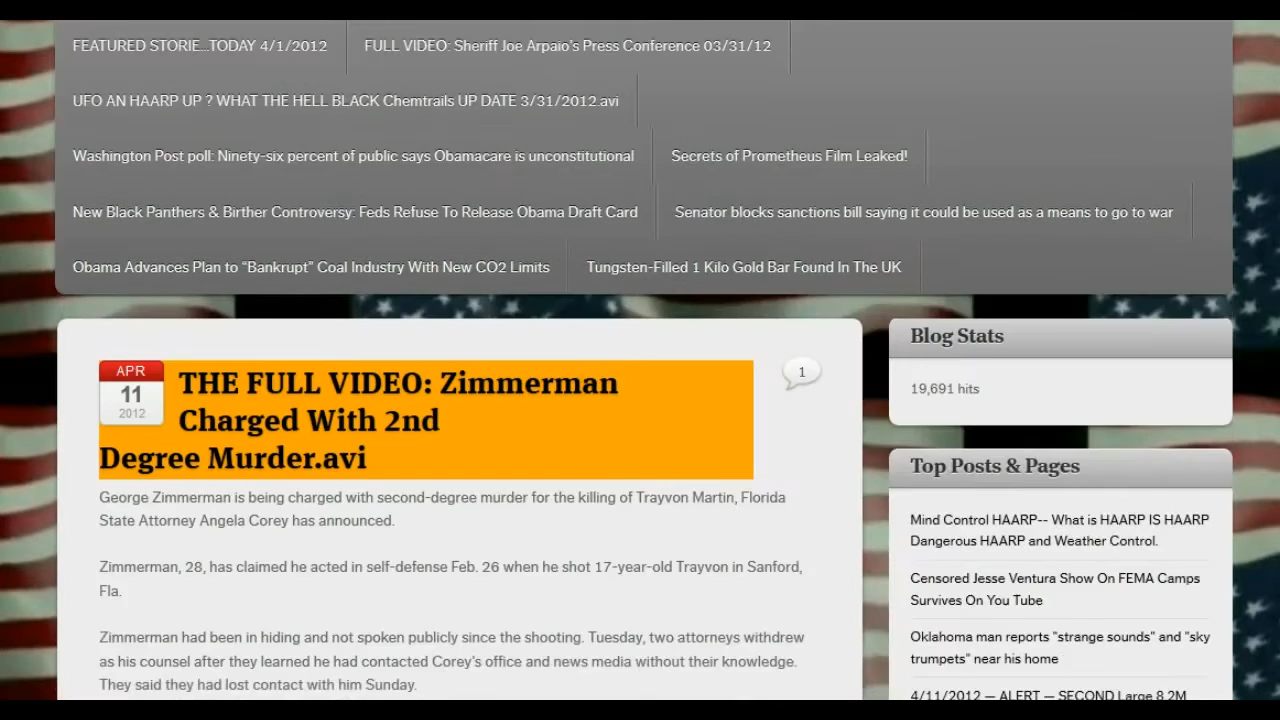 FEATURED STORIE...TODAY 4/1/2012
FULL VIDEO: Sheriff Joe Arpaio's Press Conference 03/31/12
UFO AN HAARP UP ? WHAT THE HELL BLACK Chemtrails UP DATE 3/31/2012.avi
Washington Post poll: Ninety-six percent of public says Obamacare is unconstitutional
Secrets of Prometheus Film Leaked!
New Black Panthers & Birther Controversy: Feds Refuse To Release Obama Draft Card
Senator blocks sanctions bill saying it could be used as a means to go to war
Obama Advances Plan to “Bankrupt” Coal Industry With New CO2 Limits
Tungsten-Filled 1 Kilo Gold Bar Found In The UK
APR
11
2012
THE FULL VIDEO: Zimmerman
Charged With 2nd
Degree Murder.avi
1
George Zimmerman is being charged with second-degree murder for the killing of Trayvon Martin, Florida
State Attorney Angela Corey has announced.
Zimmerman, 28, has claimed he acted in self-defense Feb. 26 when he shot 17-year-old Trayvon in Sanford,
Fla.
Zimmerman had been in hiding and not spoken publicly since the shooting. Tuesday, two attorneys withdrew
as his counsel after they learned he had contacted Corey's office and news media without their knowledge.
They said they had lost contact with him Sunday.
Blog Stats
19,691 hits
Top Posts & Pages
Mind Control HAARP-- What is HAARP IS HAARP
Dangerous HAARP and Weather Control.
Censored Jesse Ventura Show On FEMA Camps
Survives On You Tube
Oklahoma man reports "strange sounds" and "sky
trumpets" near his home
4/11/2012 — ALERT — SECOND Large 8.2M